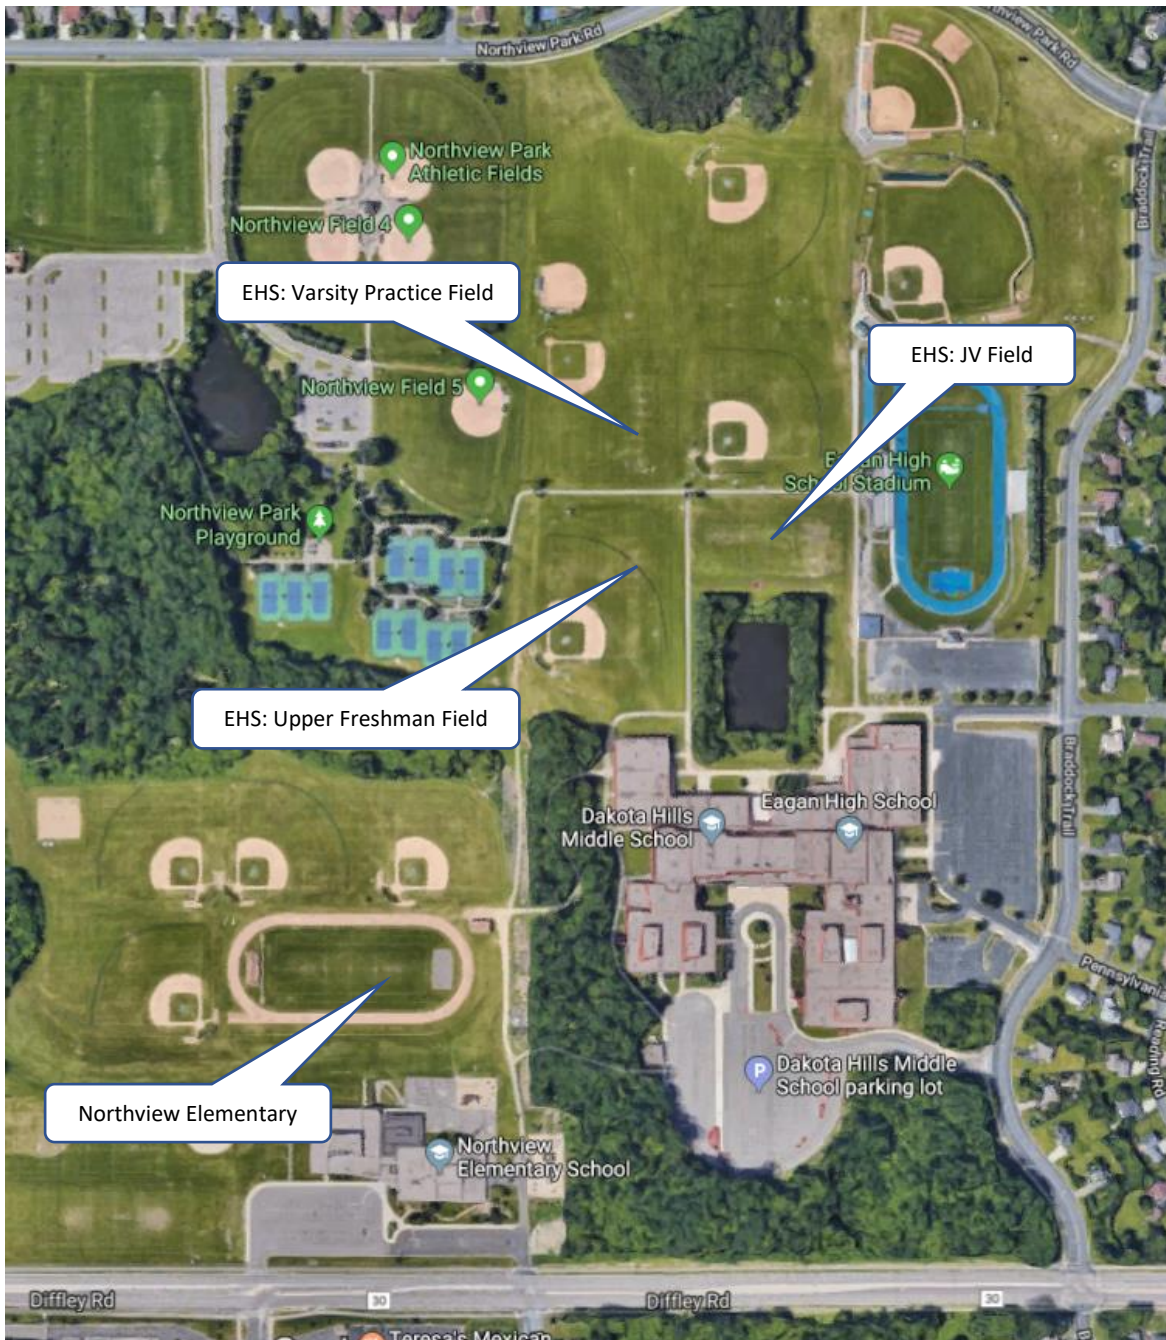 Northview Park Rd
Northview Park Rd
Northview Park
Athletic Fields
Braddock Trail
Northview Field 4
EHS: Varsity Practice Field
EHS: JV Field
Northview Field 5
Eagan High
School Stadium
Northview Park
Playground
EHS: Upper Freshman Field
Braddock Trail
Dakota Hills
Middle School
Eagan High School
Pennsylvania
Reading Rd
Dakota Hills Middle
School parking lot
P
Northview Elementary
Northview
Elementary School
Diffley Rd
30
Diffley Rd
30
Teresa's Mexican